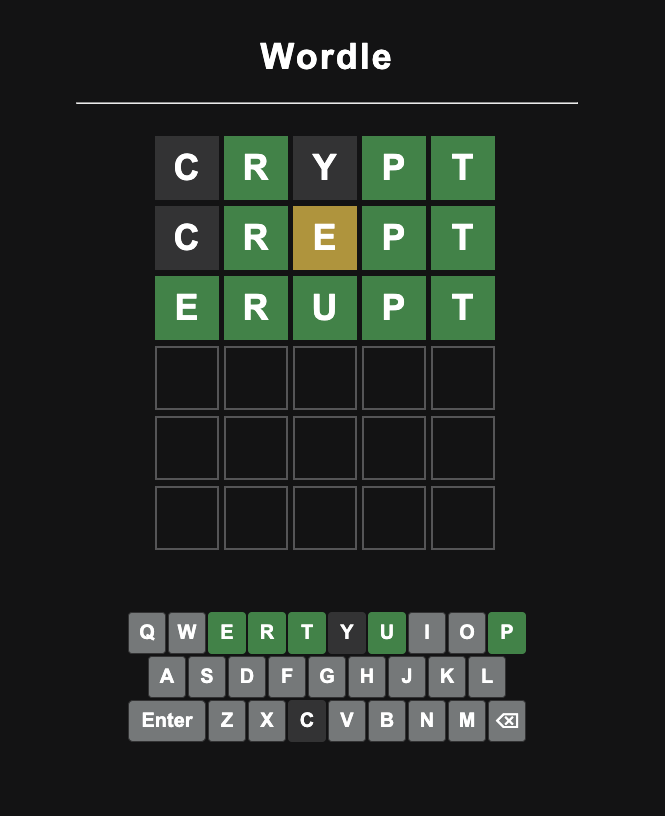 Wordle
C R Y P T
C R E P T
E R U P T
Q W E R T Y U I O P
A S D F G H J K L
Enter Z X C V B N M